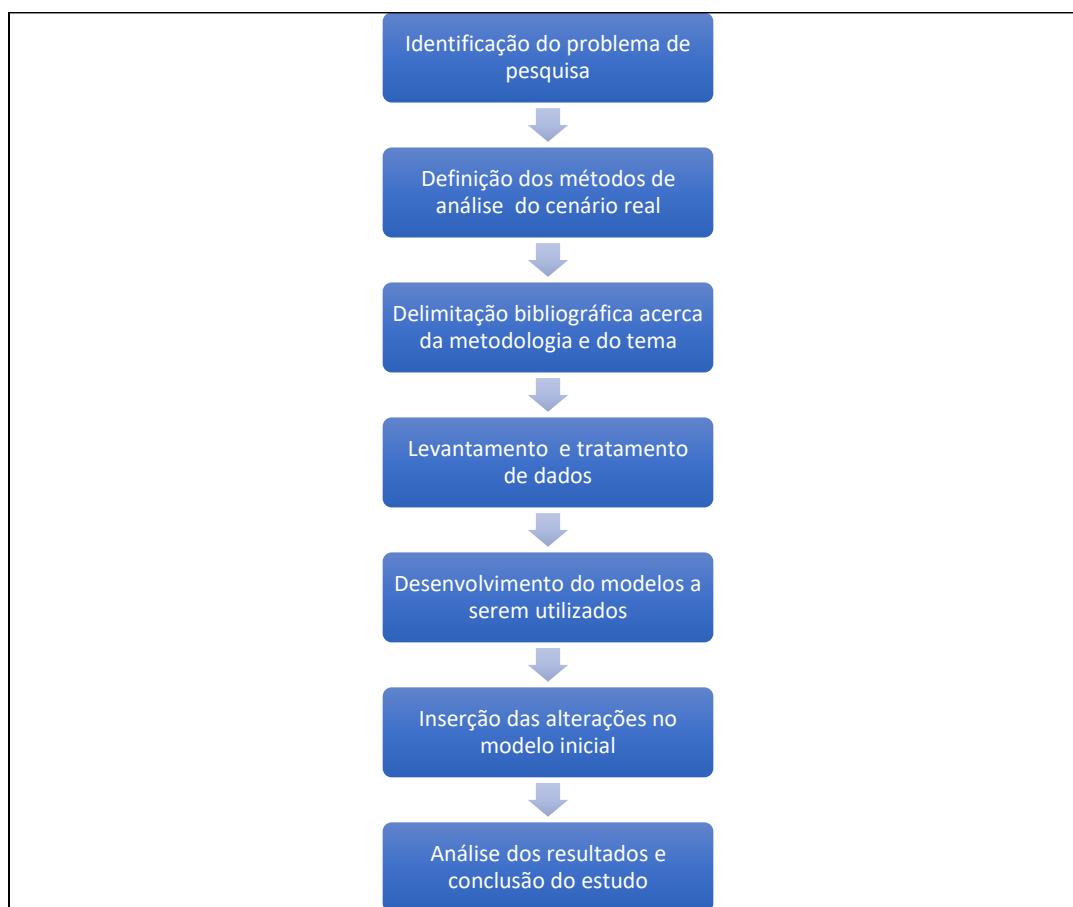 Identificação do problema de
pesquisa
Definição dos métodos de
análise  do cenário real
Delimitação bibliográfica acerca
da metodologia e do tema
Levantamento  e tratamento
de dados
Desenvolvimento do modelos a
serem utilizados
Inserção das alterações no
modelo inicial
Análise dos resultados e
conclusão do estudo